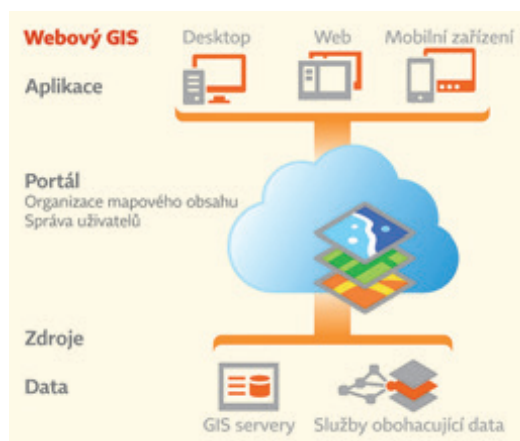 Webový GIS
Desktop
Web
Mobilní zařízení
Aplikace
Portál
Organizace mapového obsahu
Správa uživatelů
Zdroje
Data
GIS servery
Služby obohacující data